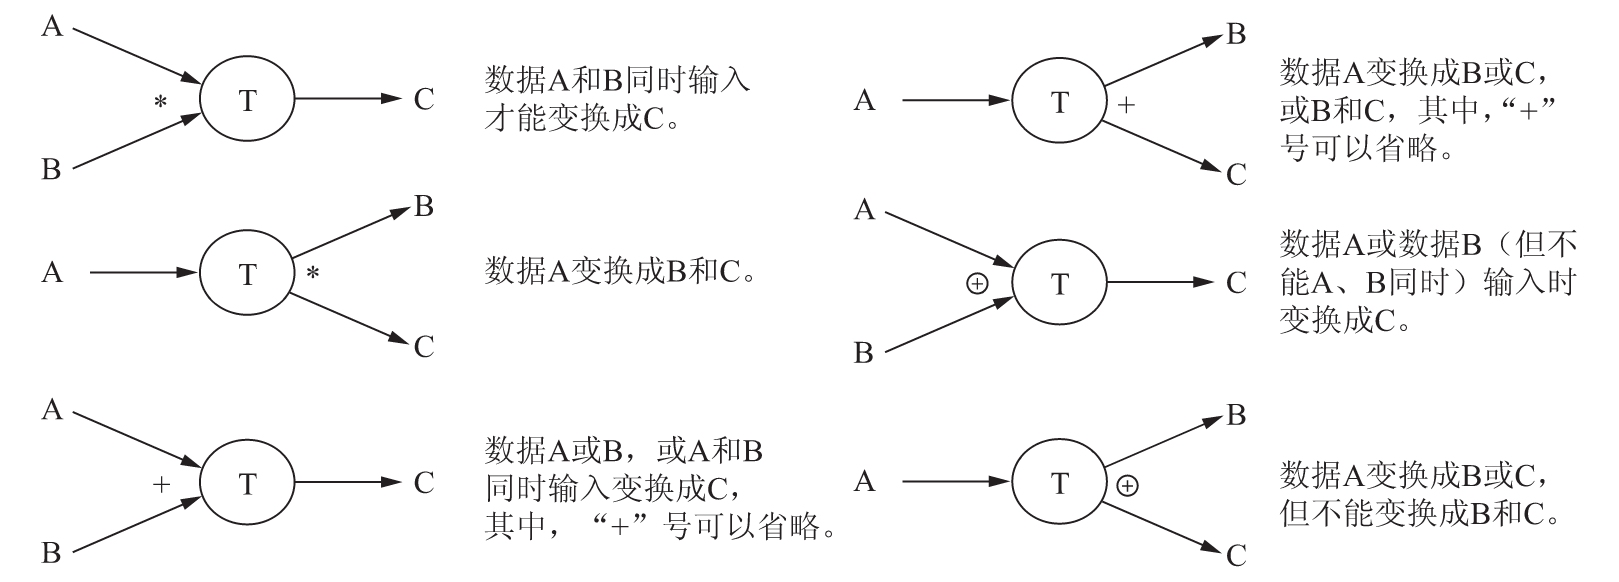 A
B
*
T
C
数据A和B同时输入
才能变换成C。
A
T
+
B
C
数据A变换成B或C，
或B和C，其中，“+”
号可以省略。
A
T
*
B
C
数据A变换成B和C。
A
B
⊕
T
C
数据A或数据B（但不
能A、B同时）输入时
变换成C。
A
B
+
T
C
数据A或B，或A和B
同时输入变换成C，
其中，“+”号可以省略。
A
T
⊕
B
C
数据A变换成B或C，
但不能变换成B和C。